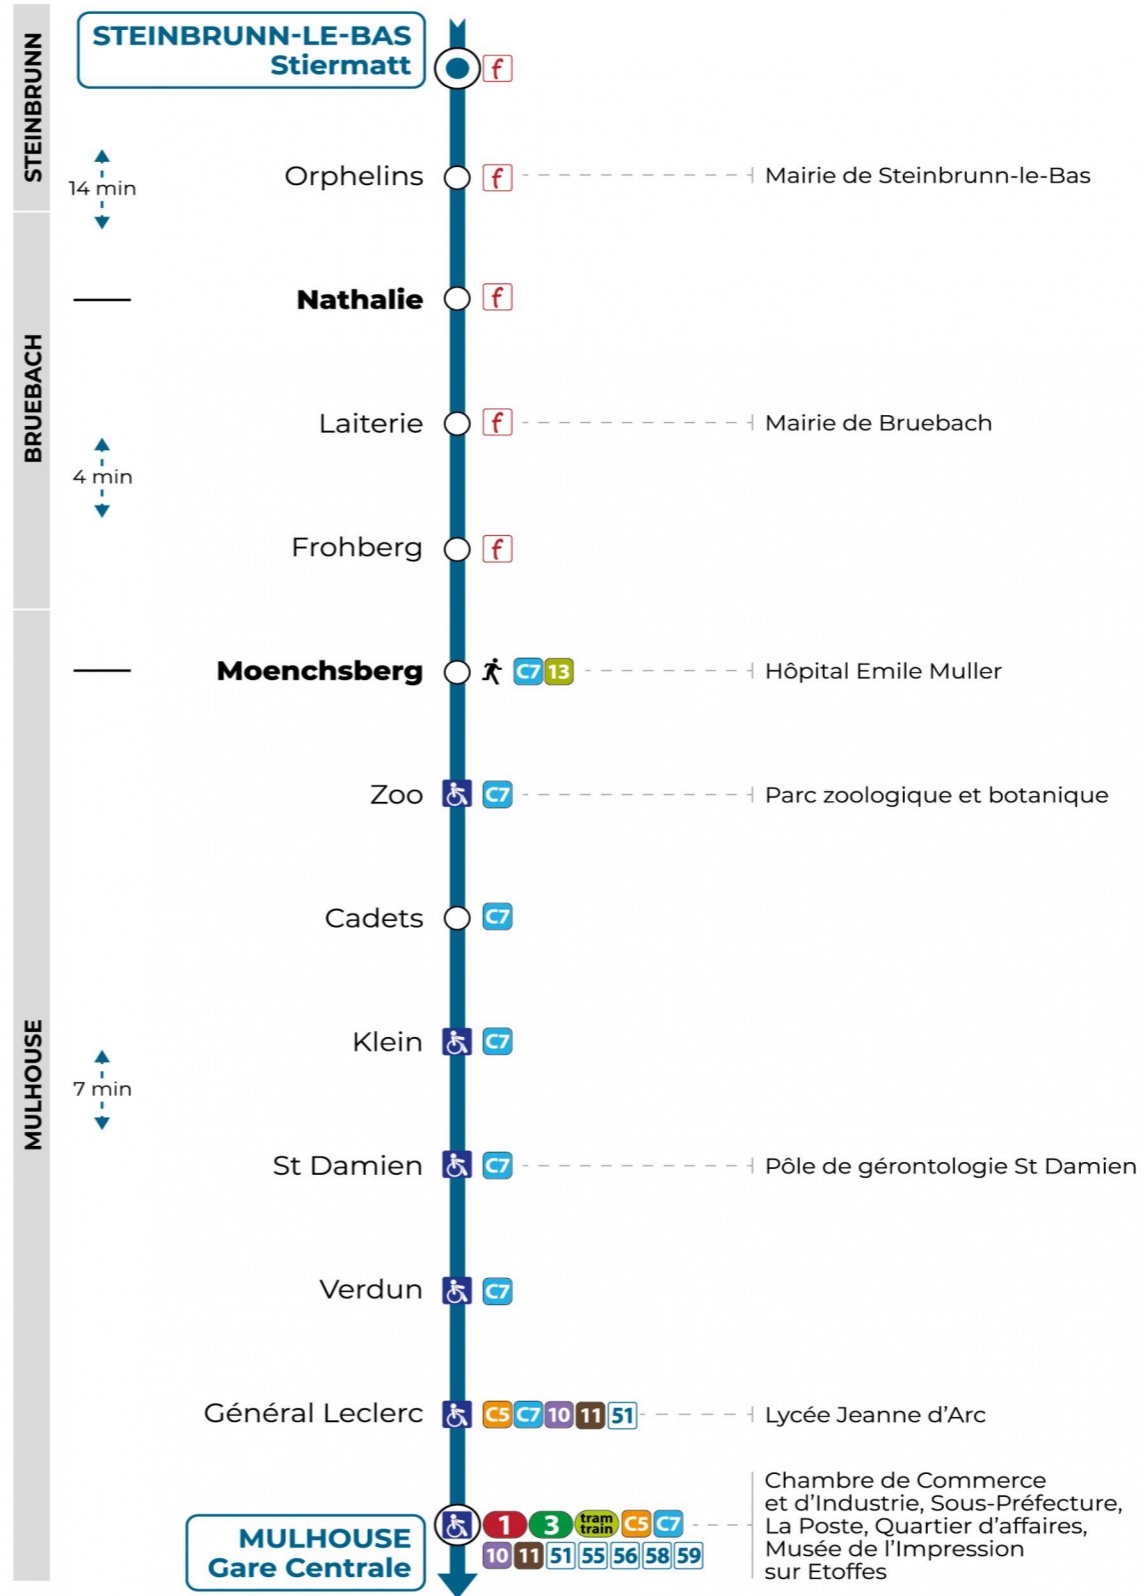 STEINBRUNN
STEINBRUNN-LE-BAS
Stiermatt
f
14 min
Orphelins
f
Mairie de Steinbrunn-le-Bas
BRUEBACH
Nathalie
f
Laiterie
f
Mairie de Bruebach
4 min
Frohberg
f
MULHOUSE
Moenchsberg
C7 13
Hôpital Emile Muller
Zoo
C7
Parc zoologique et botanique
Cadets
C7
Klein
C7
7 min
St Damien
C7
Pôle de gérontologie St Damien
Verdun
C7
Général Leclerc
C5 C7 10 11 51
Lycée Jeanne d’Arc
MULHOUSE
Gare Centrale
1 3 tram train C5 C7
10 11 51 55 56 58 59
Chambre de Commerce
et d’Industrie, Sous-Préfecture,
La Poste, Quartier d’affaires,
Musée de l’Impression
sur Etoffes